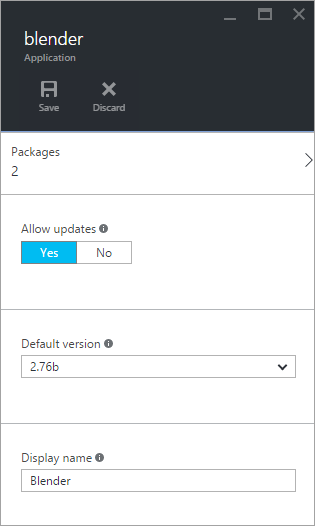 blender
Application
Save Discard
Packages
2
Allow updates
Yes No
Default version
2.76b
Display name
Blender